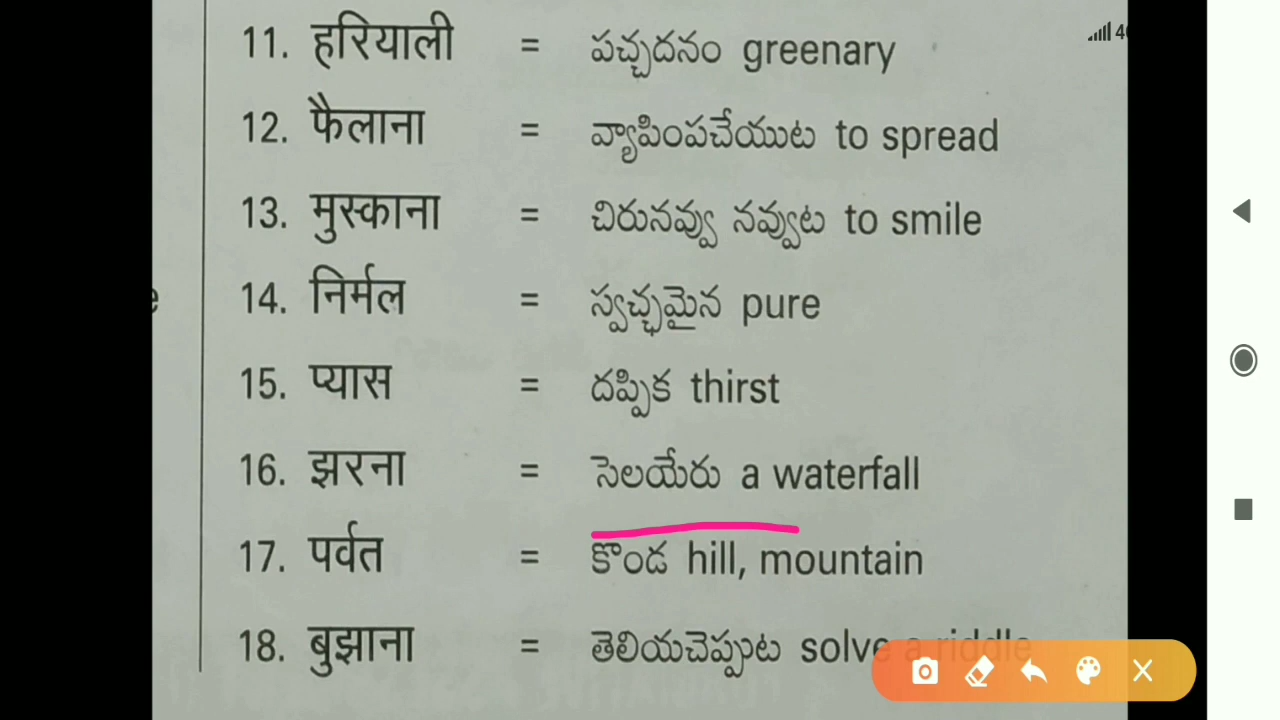 11. हरियाली = పచ్చదనం greenary
12. फैलाना = వ్యాపింపచేయుట to spread
13. मुस्काना = చిరునవ్వు నవ్వుట to smile
14. निर्मल = స్వచ్ఛమైన pure
15. प्यास = దప్పిక thirst
16. झरना = సెలయేరు a waterfall
17. पर्वत = కొండ hill, mountain
18. बुझाना = తెలియచెప్పుట solve a riddle